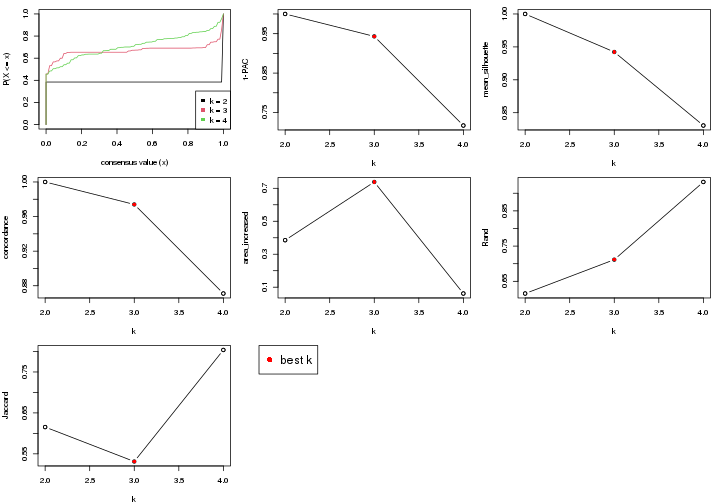 P(X <= x)
0.0 0.2 0.4 0.6 0.8 1.0
k = 2
k = 3
k = 4
0.0 0.2 0.4 0.6 0.8 1.0
consensus value (x)
1-PAC
0.75 0.85 0.95
2.0 2.5 3.0 3.5 4.0
k
mean_silhouette
0.85 0.90 0.95 1.00
2.0 2.5 3.0 3.5 4.0
k
concordance
0.88 0.92 0.96 1.00
2.0 2.5 3.0 3.5 4.0
k
area_increased
0.1 0.3 0.5 0.7
2.0 2.5 3.0 3.5 4.0
k
Rand
0.65 0.75 0.85
2.0 2.5 3.0 3.5 4.0
k
Jaccard
0.55 0.65 0.75
2.0 2.5 3.0 3.5 4.0
k
best k